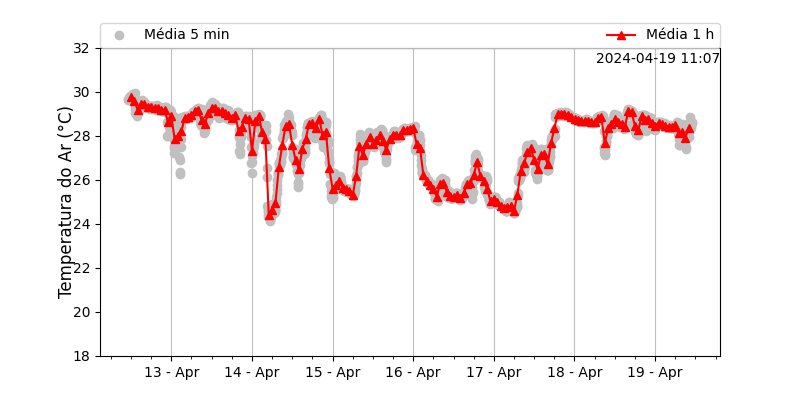 Média 5 min
Média 1 h
2024-04-19 11:07
Temperatura do Ar (°C)
32
30
28
26
24
22
20
18
13 - Apr
14 - Apr
15 - Apr
16 - Apr
17 - Apr
18 - Apr
19 - Apr